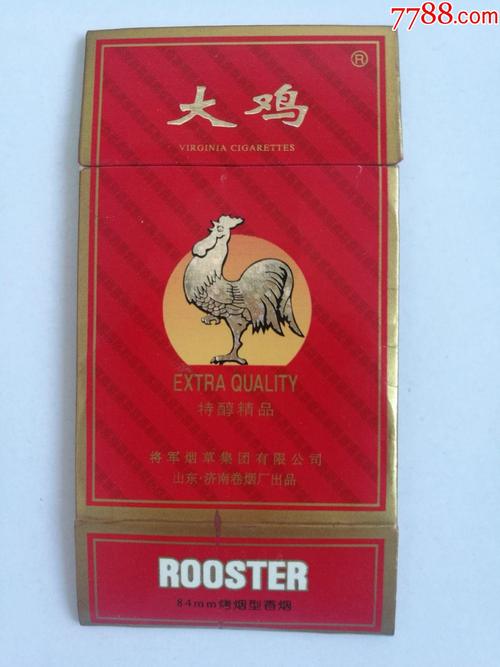 7788.com
®
大鸡
VIRGINIA CIGARETTES
EXTRA QUALITY
特醇精品
将军烟草集团有限公司
山东·济南卷烟厂出品
ROOSTER
84mm烤烟型香烟